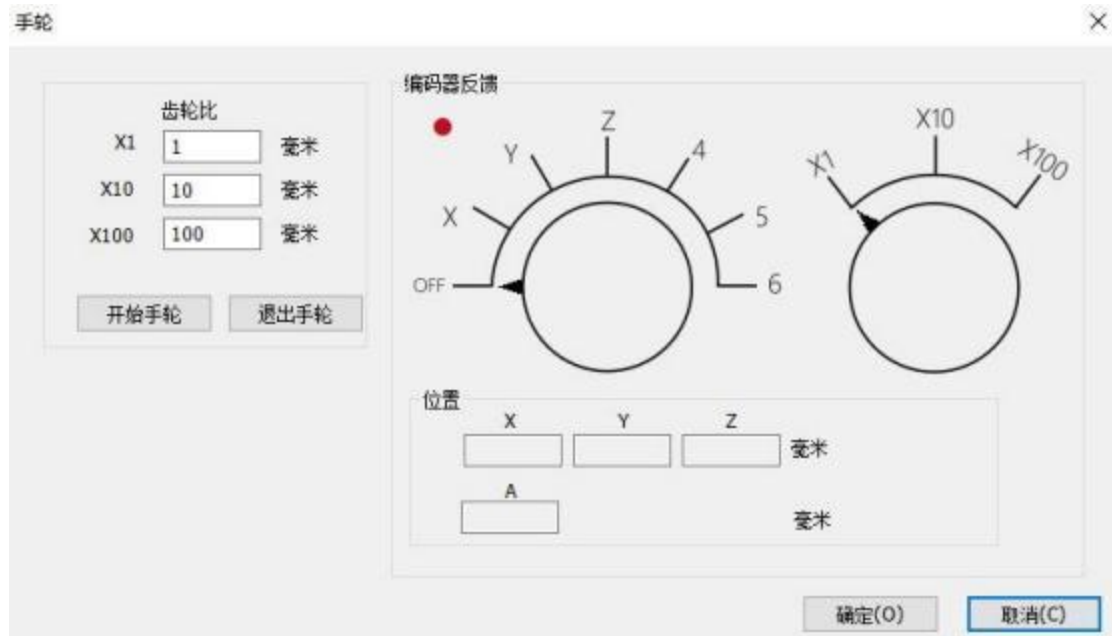 手轮
齿轮比
X1 1 毫米
X10 10 毫米
X100 100 毫米
开始手轮 退出手轮
编码器反馈
OFF X Y Z 4 5 6
X1 X10 X100
位置
X Y Z
毫米
A
毫米
确定(O) 取消(C)